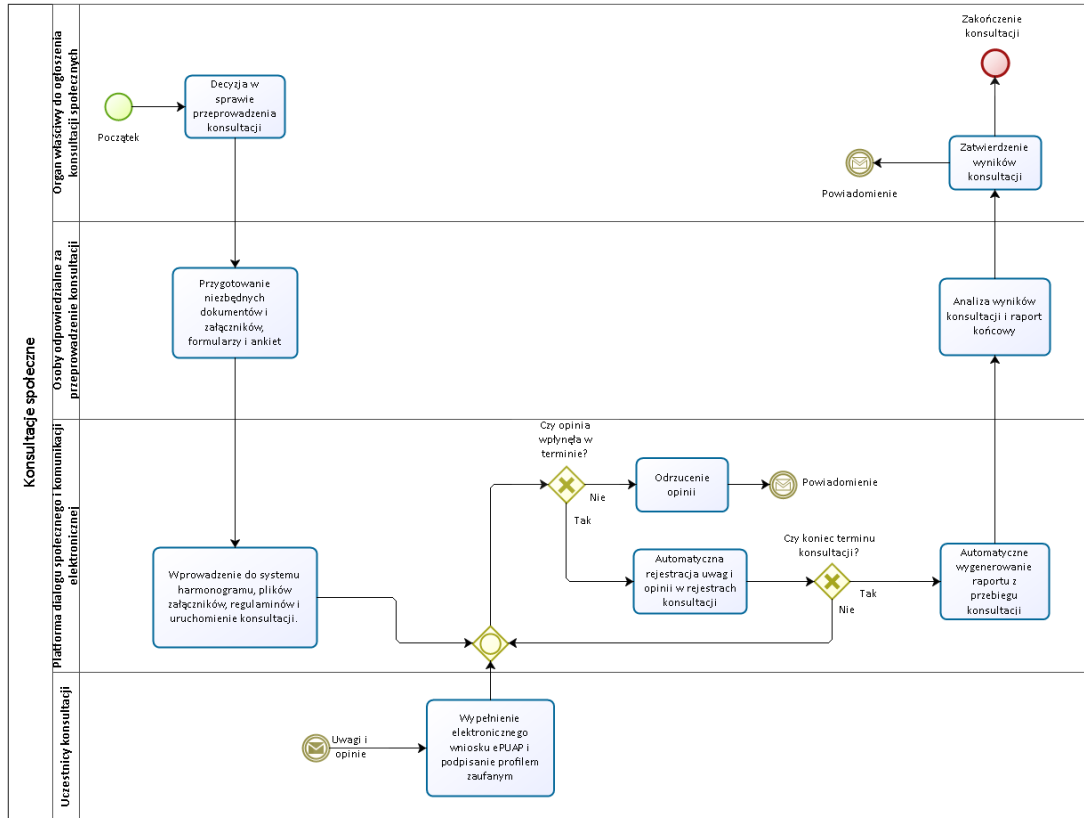 Konsultacje społeczne
Organ właściwy do ogłoszenia
konsultacji społecznych
Początek
Decyzja w
sprawie
przeprowadzenia
konsultacji
Zakończenie
konsultacji
Zatwierdzenie
wyników
konsultacji
Powiadomienie
Osoby odpowiedzialne za
przeprowadzenie konsultacji
Przygotowanie
niezbędnych
dokumentów i
załączników,
formularzy i ankiet
Analiza wyników
konsultacji i raport
końcowy
Platforma dialogu społecznego i komunikacji
elektronicznej
Wprowadzenie do systemu
harmonogramu, plików
załączników, regulaminów i
uruchomienie konsultacji.
Czy opinia
wpłynęła w
terminie?
Nie
Tak
Odrzucenie
opinii
Powiadomienie
Automatyczna
rejestracja uwag i
opinii w rejestrach
konsultacji
Czy koniec terminu
konsultacji?
Tak
Nie
Automatyczne
wygenerowanie
raportu z
przebiegu
konsultacji
Uczestnicy konsultacji
Uwagi i
opinie
Wypełnienie
elektronicznego
wniosku ePUAP i
podpisanie profilem
zaufanym